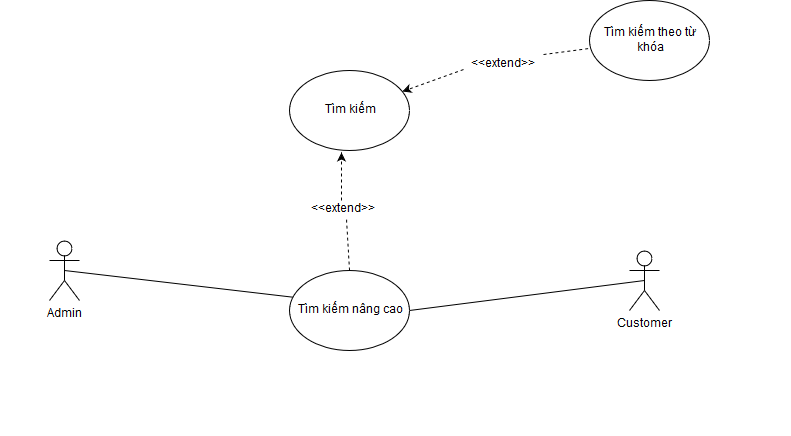 Tìm kiếm theo từ
khóa
<<extend>>
Tìm kiếm
<<extend>>
Admin
Tìm kiếm nâng cao
Customer